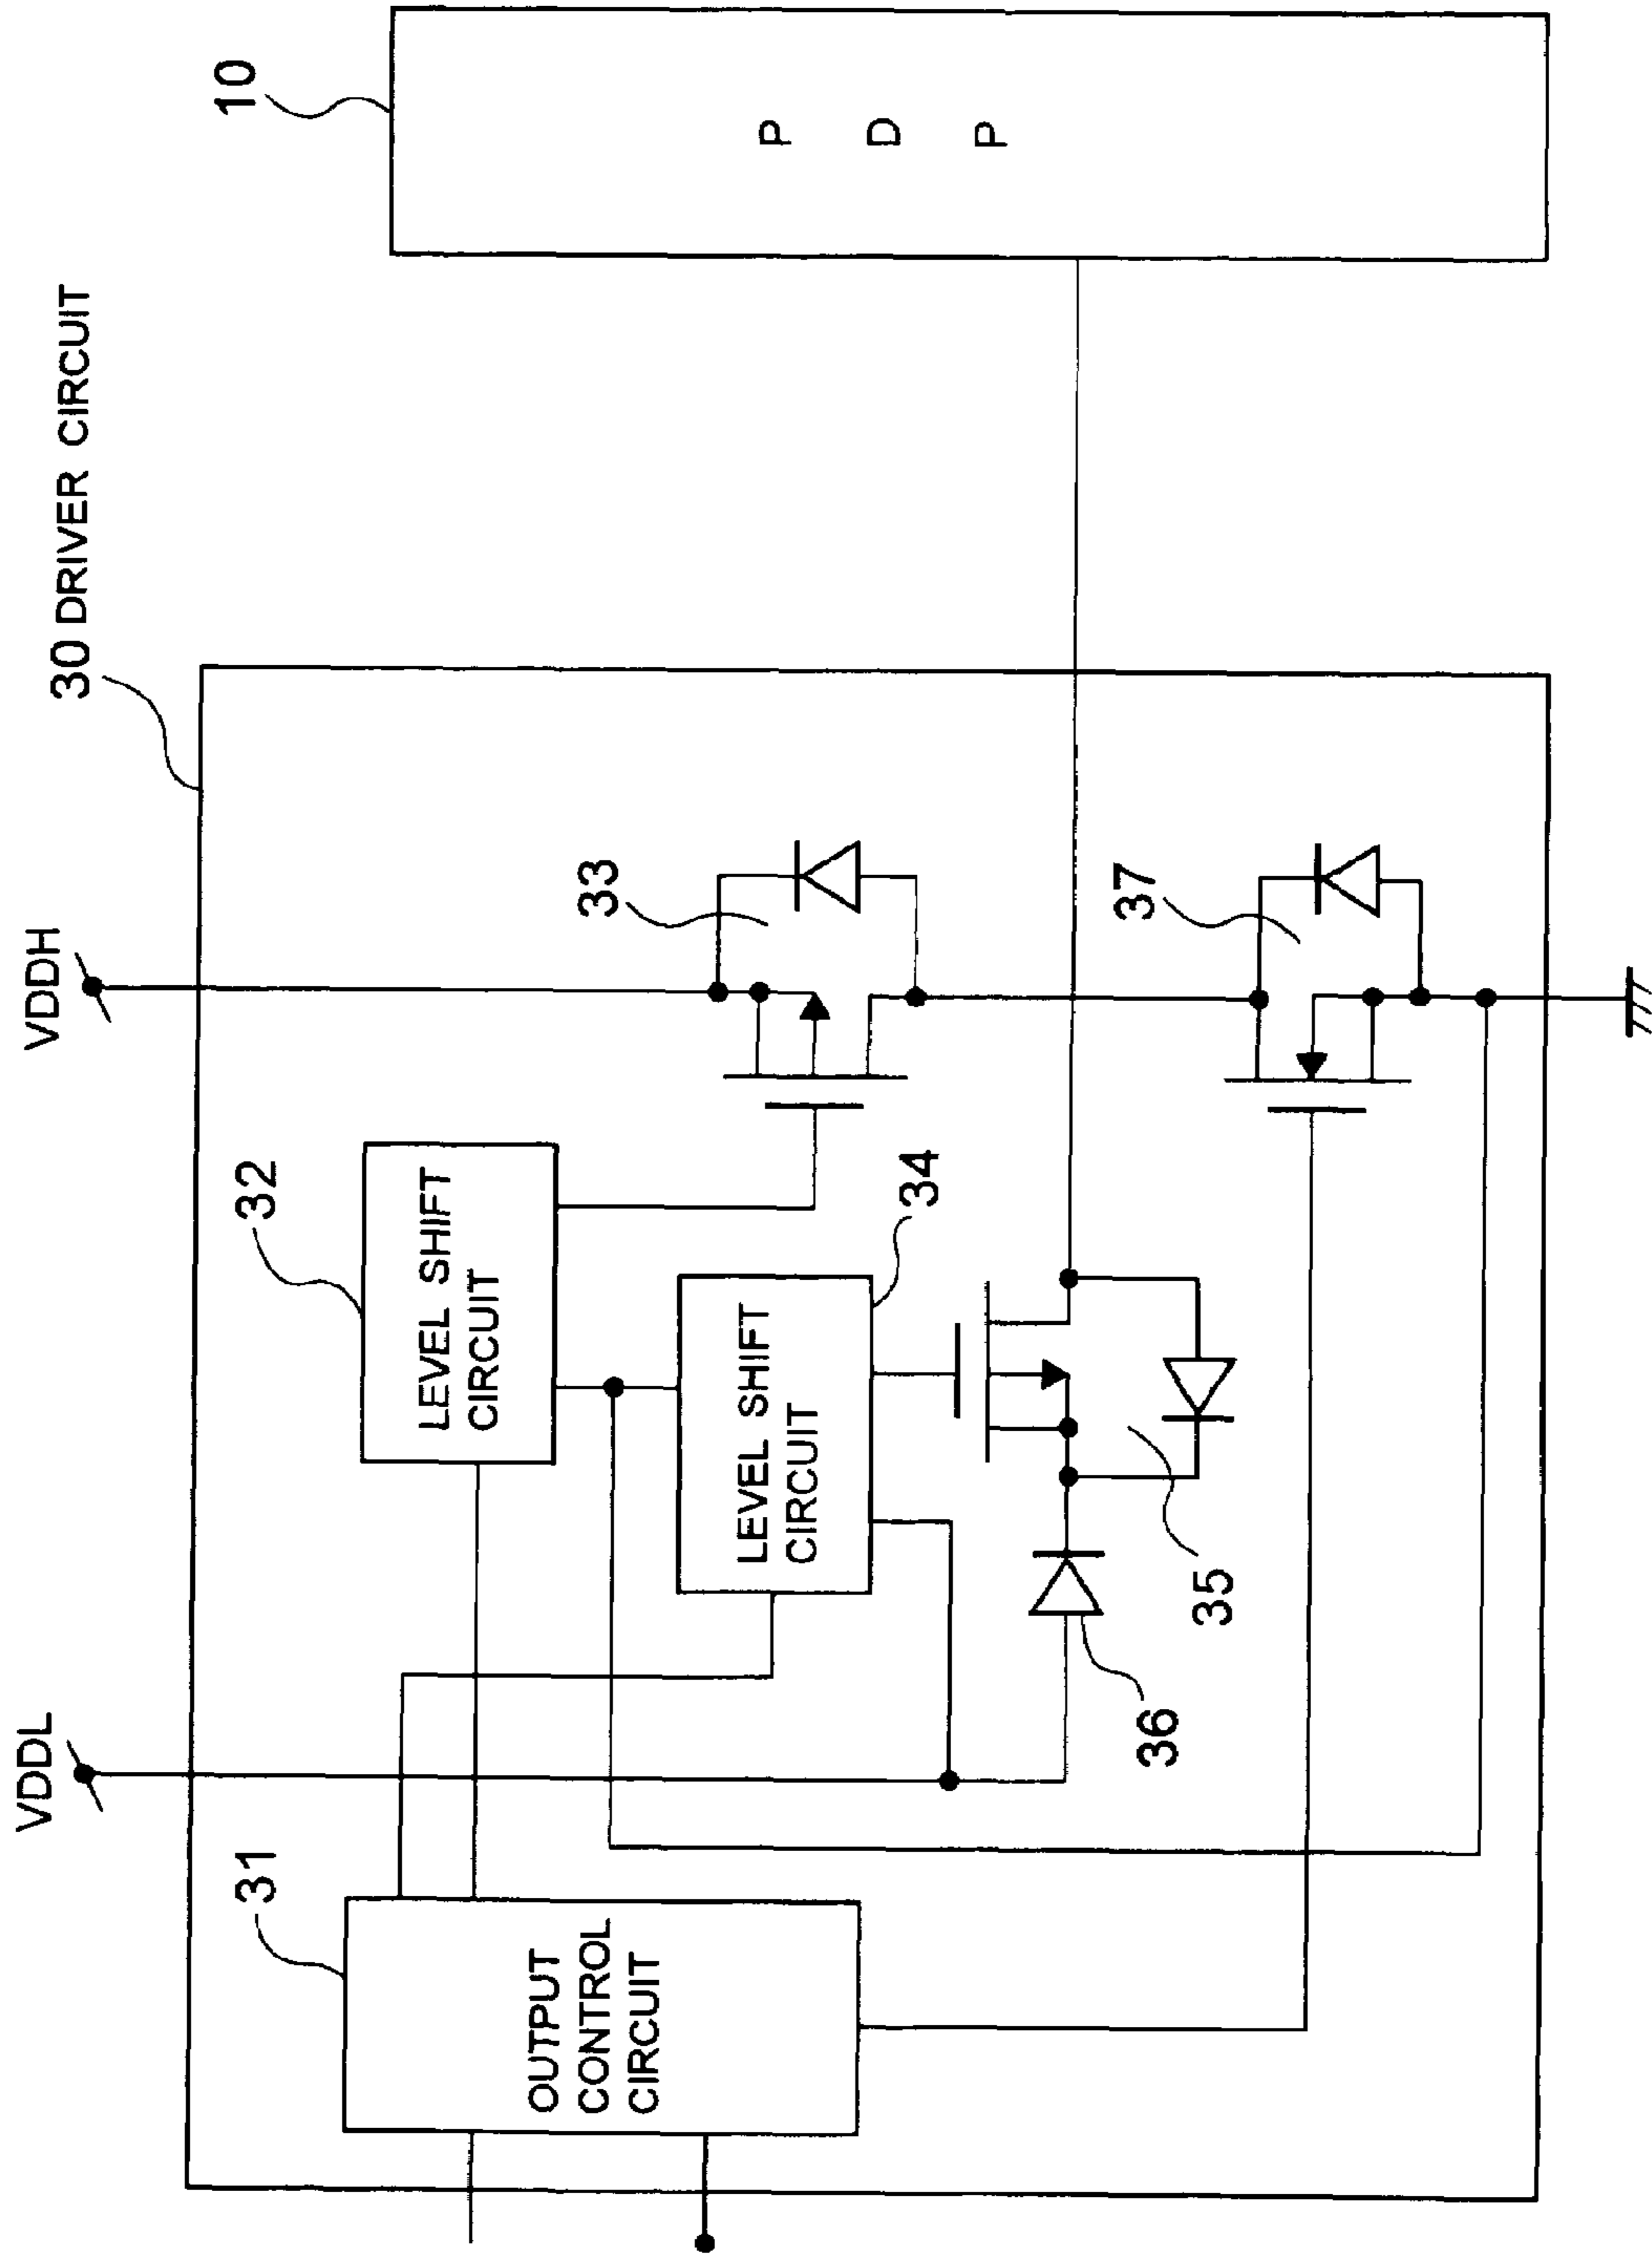 30 DRIVER CIRCUIT
10
P D P
VDDL
VDDH
31
OUTPUT
CONTROL
CIRCUIT
32
LEVEL SHIFT
CIRCUIT
33
34
LEVEL SHIFT
CIRCUIT
35
36
37